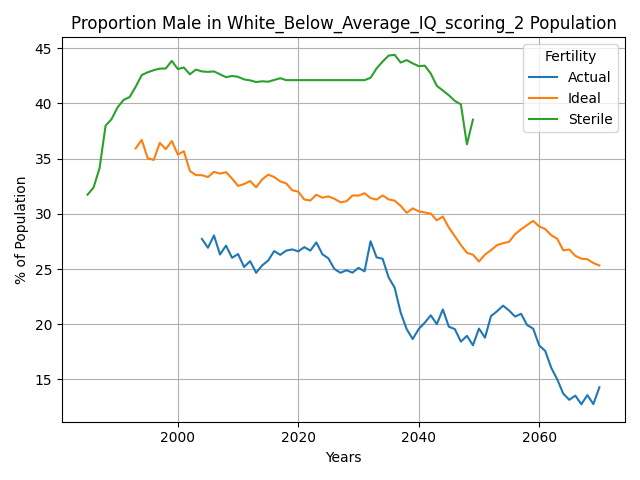 Proportion Male in White_Below_Average_IQ_scoring_2 Population
Fertility
Actual
Ideal
Sterile
% of Population
45
40
35
30
25
20
15
2000
2020
2040
2060
Years